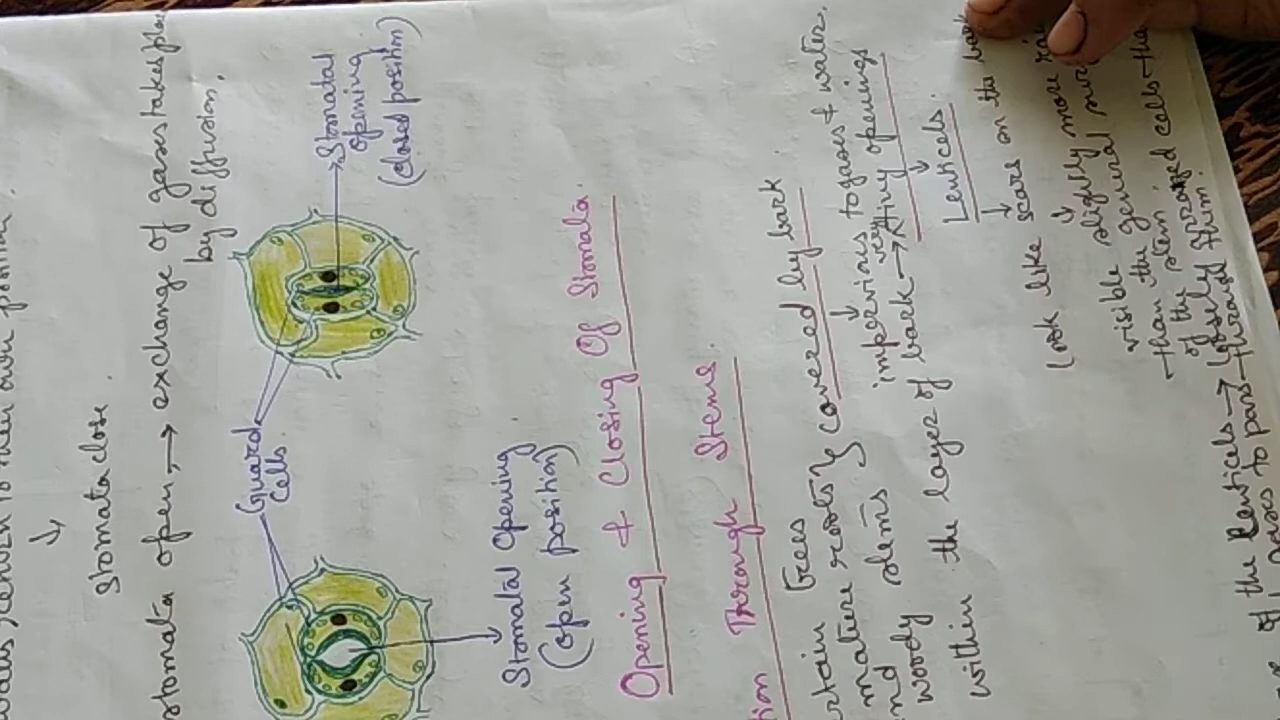 Stomata close.
stomata open, → exchange of gases takes
by diffusion.
Guard
Cells.
Stomatal
opening
(closed position)
Stomatal Opening
(open position)
Opening & Closing Of Stomata.
Through Stems.
Trees
mature roots } covered by bark
woody stems
impervious to gases & water.
within the layer of bark → very tiny openings
Lenticels.
look like scars on the
visible slightly more
than the general
than the stem.
of the lenticels → loosely arranged cells
of the
to pass through them.